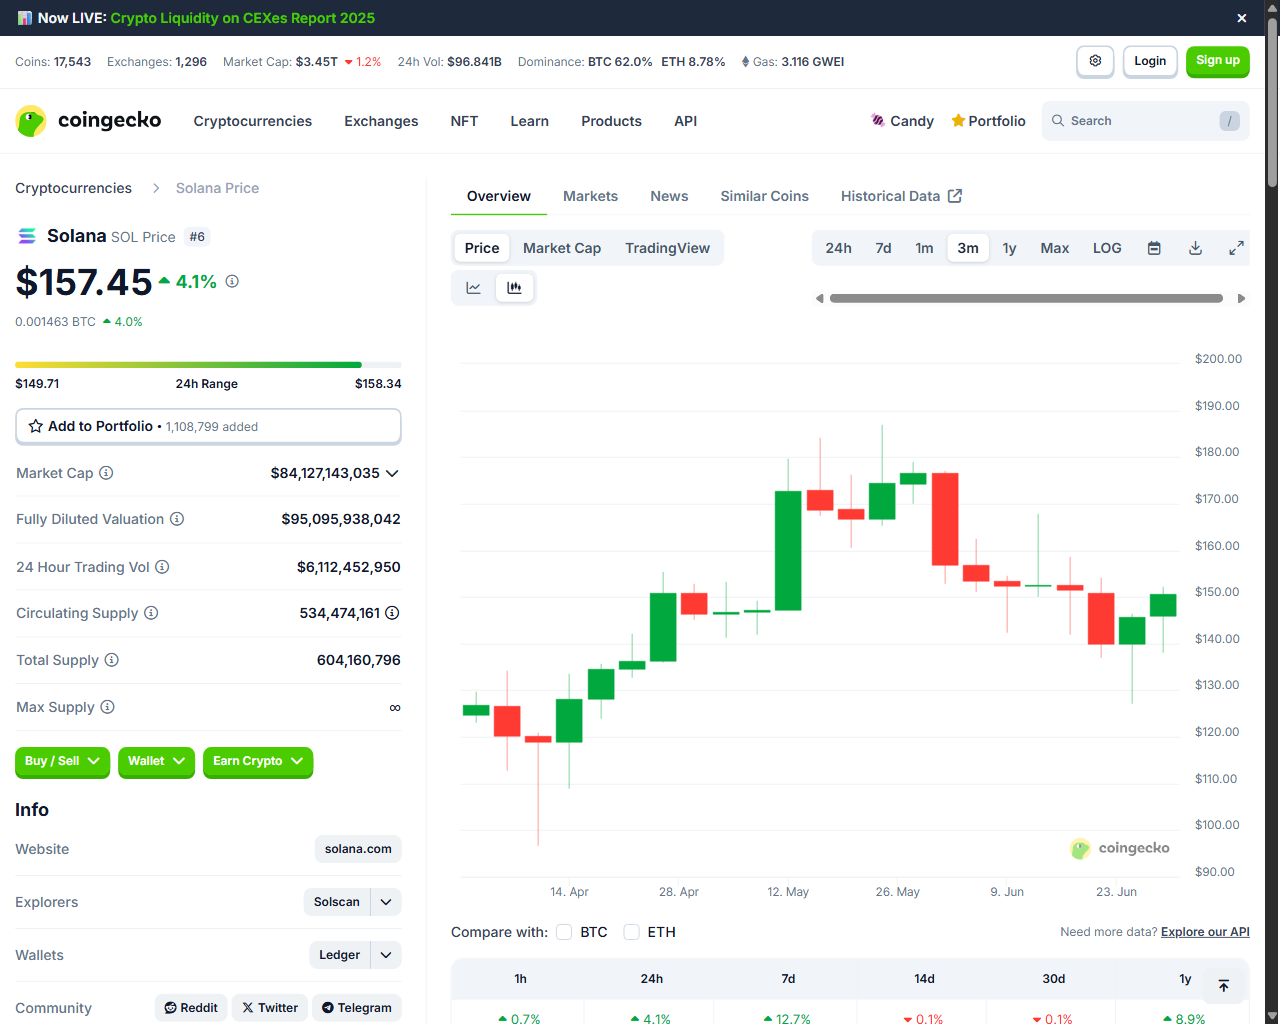 Now LIVE: Crypto Liquidity on CEXes Report 2025
Coins: 17,543 Exchanges: 1,296 Market Cap: $3.45T 1.2% 24h Vol: $96.841B Dominance: BTC 62.0% ETH 8.78% Gas: 3.116 GWEI
Login
Sign up
coingecko
Cryptocurrencies Exchanges NFT Learn Products API
Candy Portfolio
Search /
Cryptocurrencies > Solana Price
Solana SOL Price #6
$157.45 4.1%
0.001463 BTC 4.0%
$149.71 24h Range $158.34
Add to Portfolio • 1,108,799 added
Market Cap $84,127,143,035
Fully Diluted Valuation $95,095,938,042
24 Hour Trading Vol $6,112,452,950
Circulating Supply 534,474,161
Total Supply 604,160,796
Max Supply ∞
Buy / Sell Wallet Earn Crypto
Info
Website solana.com
Explorers Solscan
Wallets Ledger
Community Reddit Twitter Telegram
Overview Markets News Similar Coins Historical Data
Price Market Cap TradingView
24h 7d 1m 3m 1y Max LOG
$200.00
$190.00
$180.00
$170.00
$160.00
$150.00
$140.00
$130.00
$120.00
$110.00
$100.00
$90.00
coingecko
14. Apr 28. Apr 12. May 26. May 9. Jun 23. Jun
Compare with: BTC ETH
Need more data? Explore our API
1h 24h 7d 14d 30d 1y
0.7% 4.1% 12.7% 0.1% 0.1% 8.9%